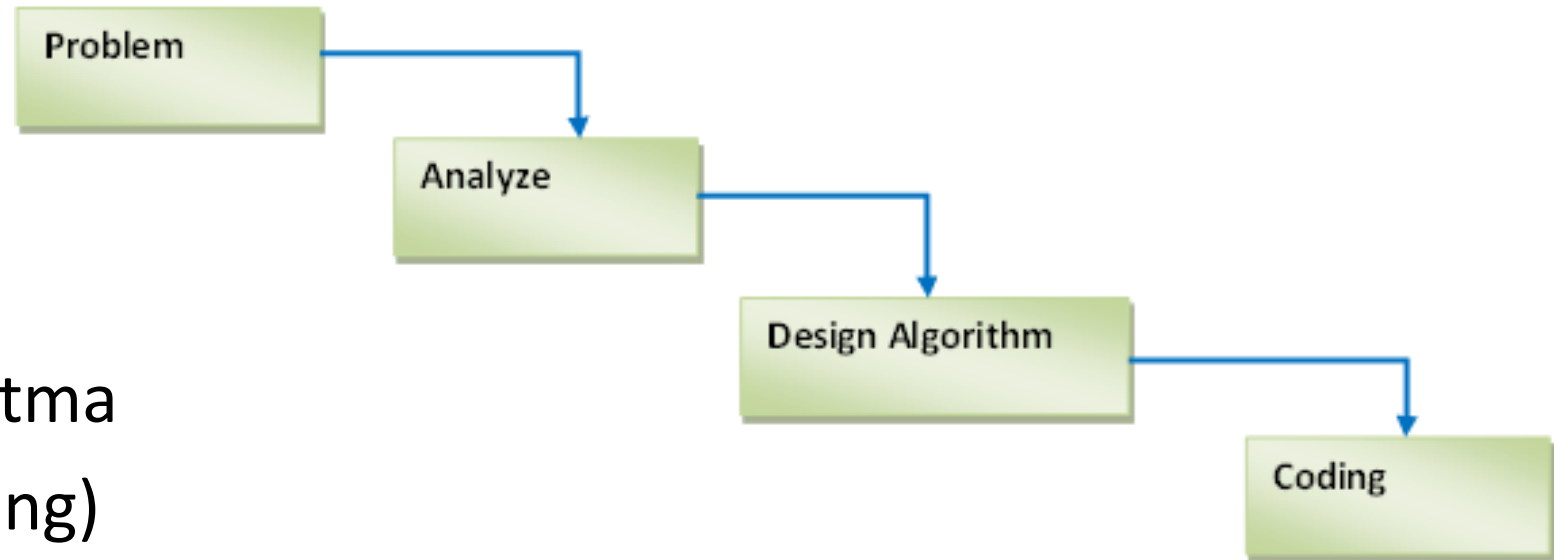 Problem
Analyze
Design Algorithm
tma
Coding
ng)